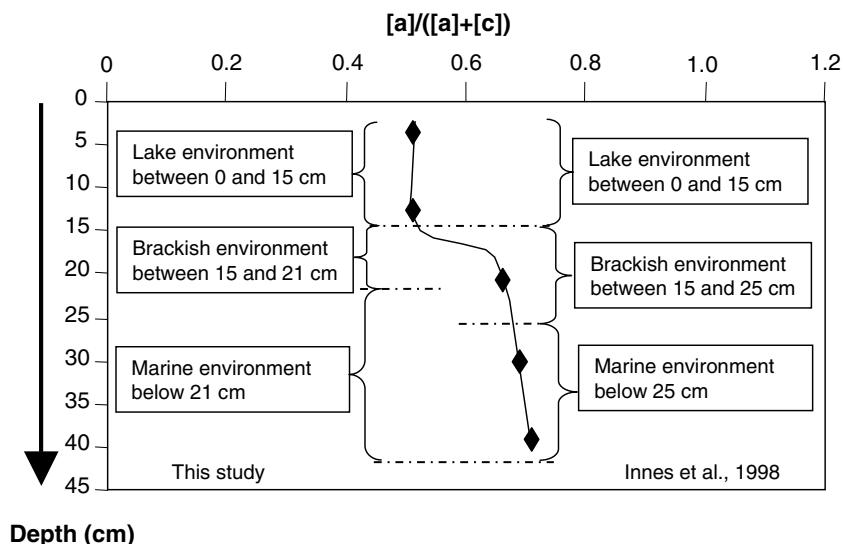 [a]/([a]+[c])
0 0.2 0.4 0.6 0.8 1.0 1.2
0
5
10
15
20
25
30
35
40
45
Lake environment
between 0 and 15 cm
Brackish environment
between 15 and 21 cm
Marine environment
below 21 cm
This study
Lake environment
between 0 and 15 cm
Brackish environment
between 15 and 25 cm
Marine environment
below 25 cm
Innes et al., 1998
Depth (cm)